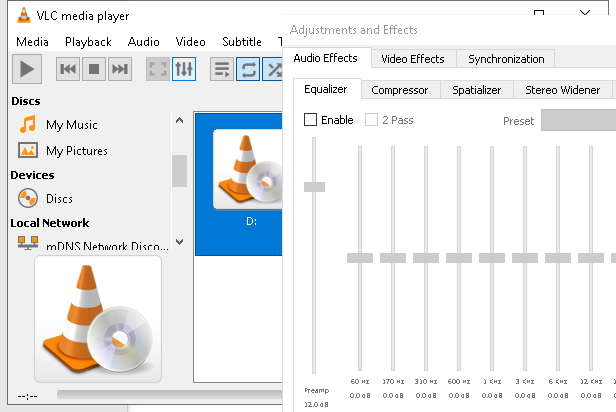 VLC media player
Media Playback Audio Video Subtitle T
Discs
My Music
My Pictures
Devices
Discs
Local Network
mDNS Network Disco...
D:
--:--
Adjustments and Effects
Audio Effects Video Effects Synchronization
Equalizer Compressor Spatializer Stereo Widener
Enable 2 Pass Preset
60 Hz 170 Hz 310 Hz 600 Hz 1 KHz 3 KHz 6 KHz 12 KHz
Preamp 0.0 dB 0.0 dB 0.0 dB 0.0 dB 0.0 dB 0.0 dB 0.0 dB 0.0 dB
12.0 dB